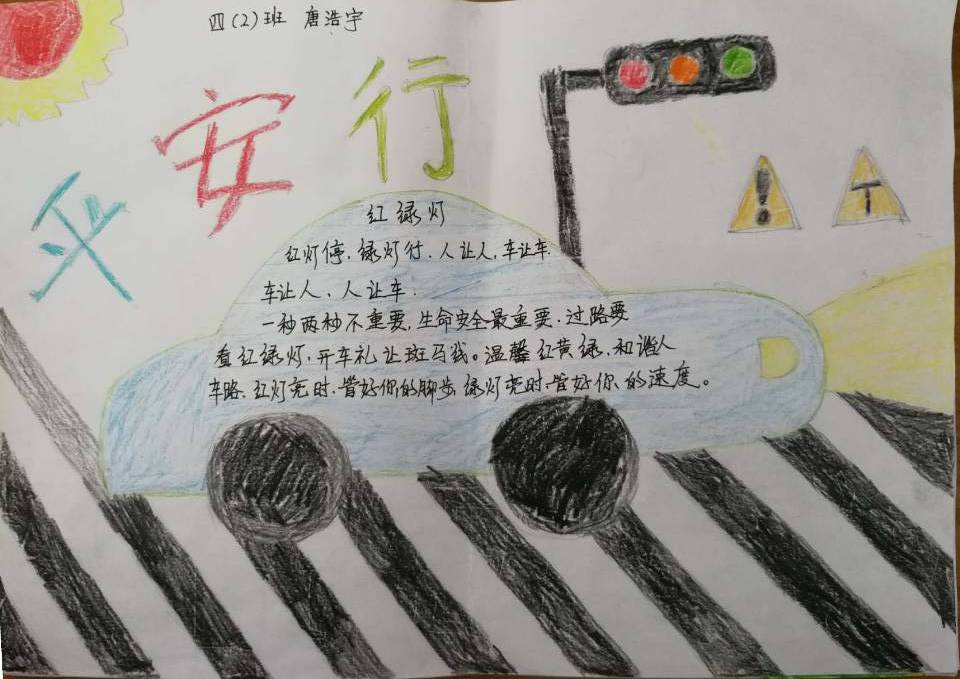 四(2)班 唐浩宇
平安行
红绿灯
红灯停,绿灯行,人让人,车让车.
车让人,人让车.
一秒两秒不重要,生命安全最重要.过路要
看红绿灯,开车礼让斑马线。温馨红黄绿,和谐人
车路.红灯亮时.管好你的脚步,绿灯亮时.管好你的速度。
!
T